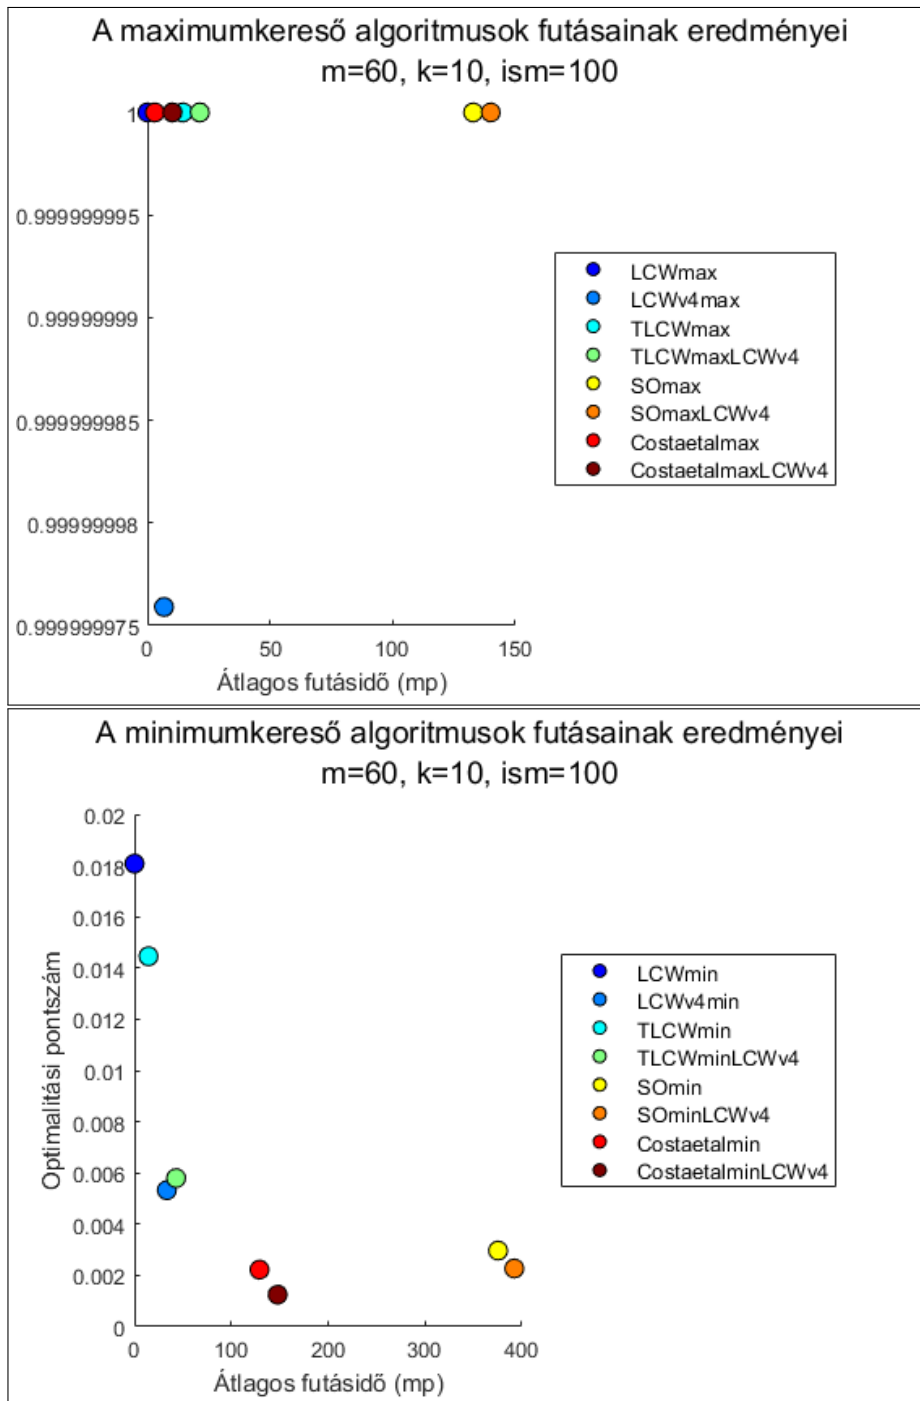 A maximumkereső algoritmusok futásainak eredményei
m=60, k=10, ism=100
1
0.999999995
0.99999999
0.999999985
0.99999998
0.999999975
0 50 100 150
Átlagos futásidő (mp)
LCWmax
LCWv4max
TLCWmax
TLCWmaxLCWv4
SOmax
SOmaxLCWv4
Costaetalmax
CostaetalmaxLCWv4
A minimumkereső algoritmusok futásainak eredményei
m=60, k=10, ism=100
Optimalitási pontszám
0.02
0.018
0.016
0.014
0.012
0.01
0.008
0.006
0.004
0.002
0
0 100 200 300 400
Átlagos futásidő (mp)
LCWmin
LCWv4min
TLCWmin
TLCWminLCWv4
SOmin
SOminLCWv4
Costaetalmin
CostaetalminLCWv4